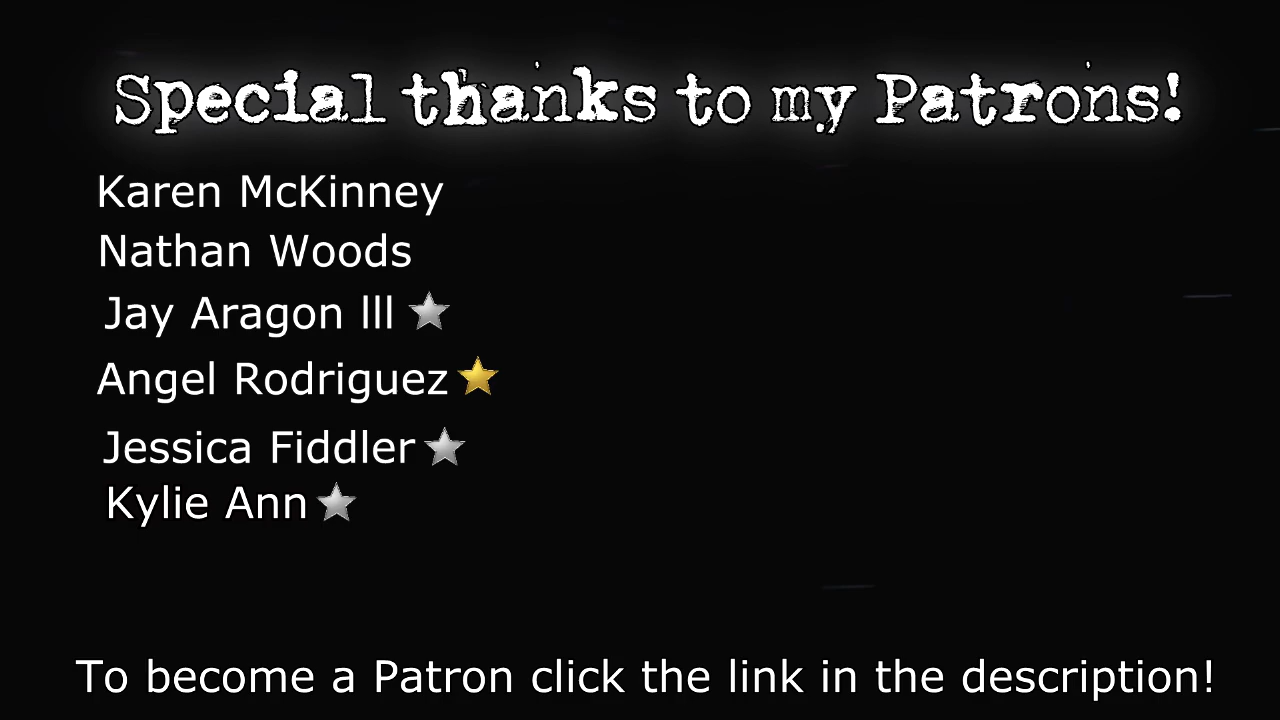 Special thanks to my Patrons!
Karen McKinney
Nathan Woods
Jay Aragon lll
Angel Rodriguez
Jessica Fiddler
Kylie Ann
To become a Patron click the link in the description!